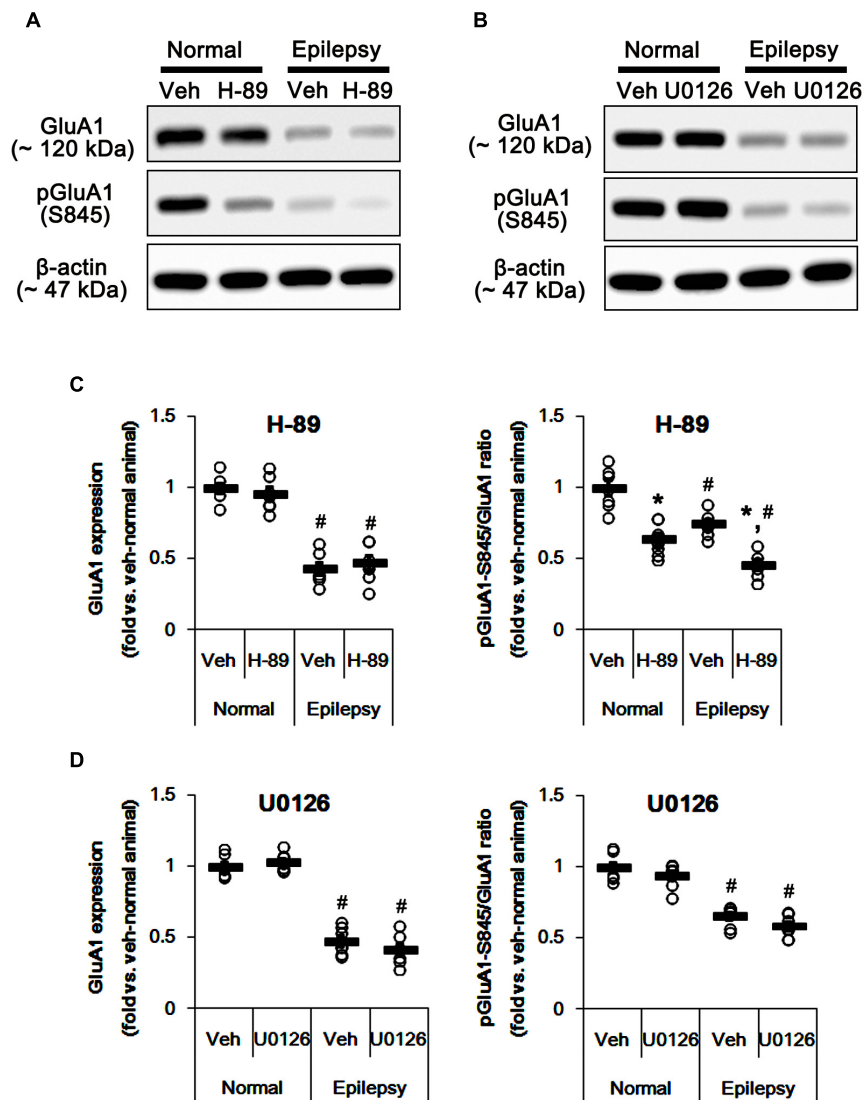 A
Normal Epilepsy
Veh H-89 Veh H-89
GluA1
(~ 120 kDa)
pGluA1
(S845)
β-actin
(~ 47 kDa)
B
Normal Epilepsy
Veh U0126 Veh U0126
GluA1
(~ 120 kDa)
pGluA1
(S845)
β-actin
(~ 47 kDa)
C
H-89
GluA1 expression
(fold vs. veh-normal animal)
1.5
1
0.5
0
# #
Veh H-89 Veh H-89
Normal Epilepsy
H-89
pGluA1-S845/GluA1 ratio
(fold vs. veh-normal animal)
1.5
1
0.5
0
* # *,#
Veh H-89 Veh H-89
Normal Epilepsy
D
U0126
GluA1 expression
(fold vs. veh-normal animal)
1.5
1
0.5
0
# #
Veh U0126 Veh U0126
Normal Epilepsy
U0126
pGluA1-S845/GluA1 ratio
(fold vs. veh-normal animal)
1.5
1
0.5
0
# #
Veh U0126 Veh U0126
Normal Epilepsy